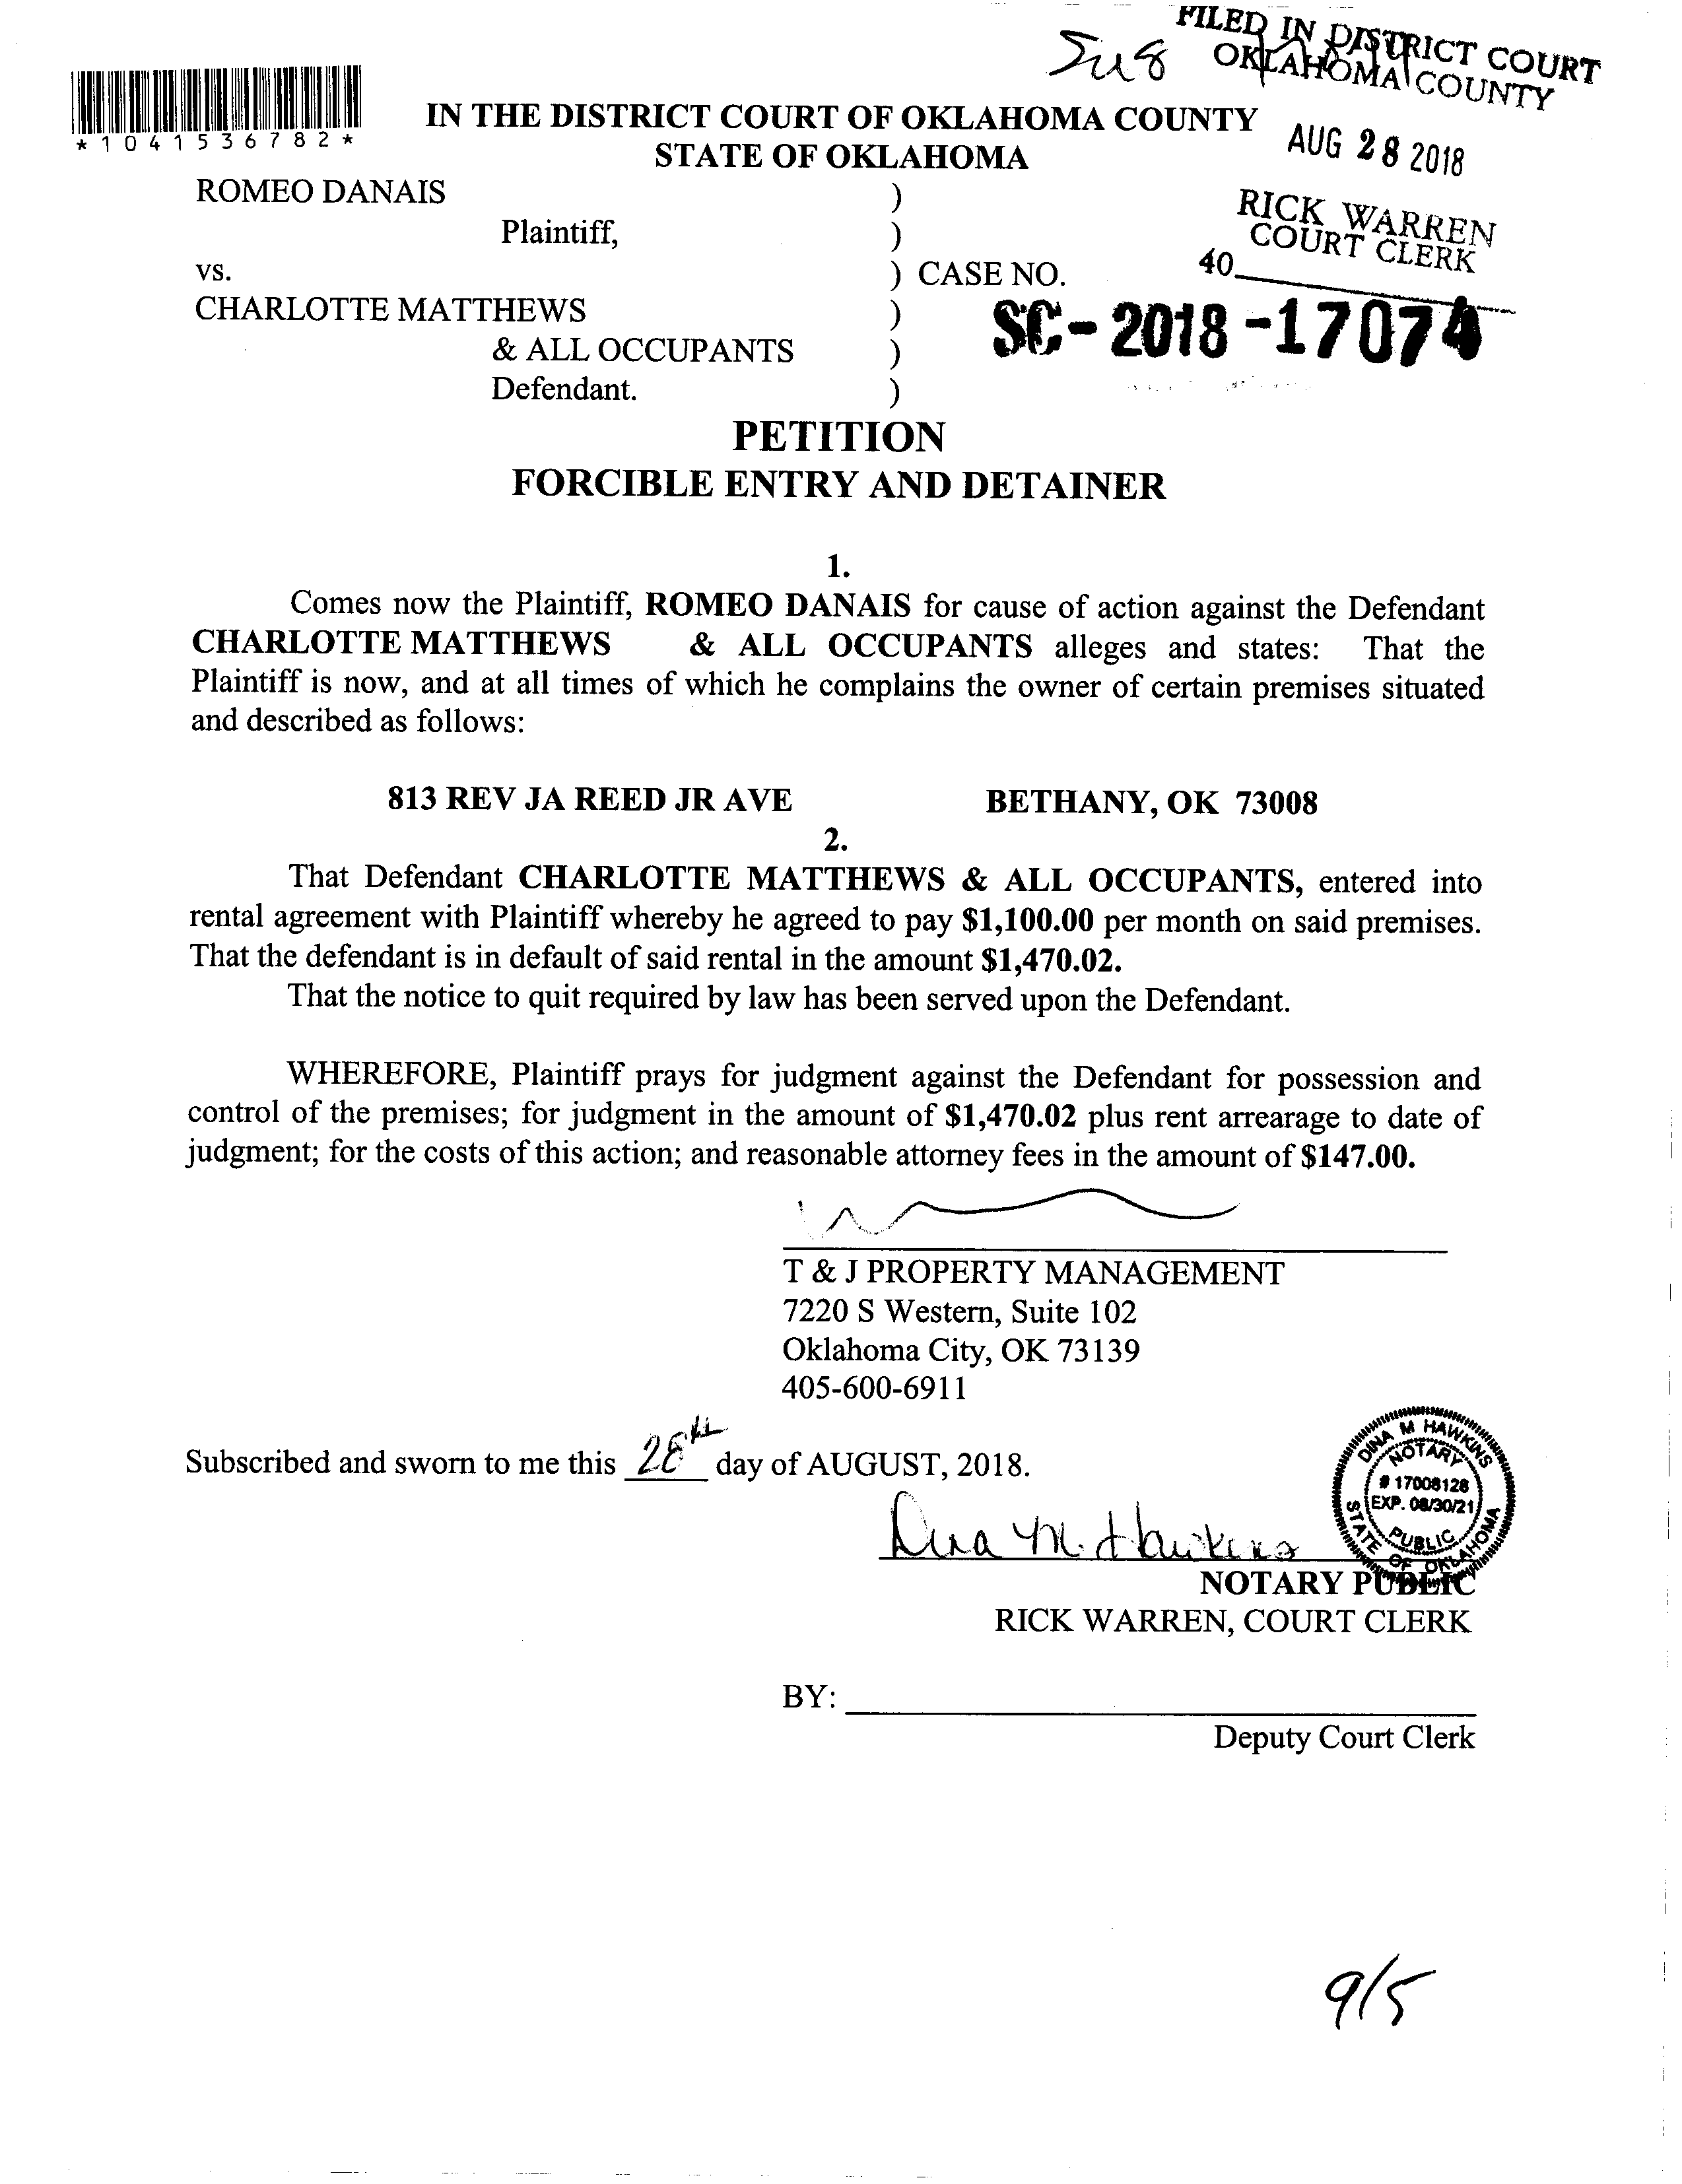 FILED IN DISTRICT COURT
OKLAHOMA COUNTY
*1041536782*
IN THE DISTRICT COURT OF OKLAHOMA COUNTY
STATE OF OKLAHOMA
AUG 28 2018
RICK WARREN
COURT CLERK
40
ROMEO DANAIS )
Plaintiff, )
vs. ) CASE NO.
SC-2018-17074
CHARLOTTE MATTHEWS )
& ALL OCCUPANTS )
Defendant. )
PETITION
FORCIBLE ENTRY AND DETAINER
1.
Comes now the Plaintiff, ROMEO DANAIS for cause of action against the Defendant
CHARLOTTE MATTHEWS & ALL OCCUPANTS alleges and states: That the
Plaintiff is now, and at all times of which he complains the owner of certain premises situated
and described as follows:
813 REV JA REED JR AVE BETHANY, OK 73008
2.
That Defendant CHARLOTTE MATTHEWS & ALL OCCUPANTS, entered into
rental agreement with Plaintiff whereby he agreed to pay $1,100.00 per month on said premises.
That the defendant is in default of said rental in the amount $1,470.02.
That the notice to quit required by law has been served upon the Defendant.
WHEREFORE, Plaintiff prays for judgment against the Defendant for possession and
control of the premises; for judgment in the amount of $1,470.02 plus rent arrearage to date of
judgment; for the costs of this action; and reasonable attorney fees in the amount of $147.00.
T & J PROPERTY MANAGEMENT
7220 S Western, Suite 102
Oklahoma City, OK 73139
405-600-6911
Subscribed and sworn to me this 28th day of AUGUST, 2018.
Dina M. Hawkins
DINA M HAWKINS
NOTARY
# 17008128
EXP. 08/30/21
PUBLIC
STATE OF OKLAHOMA
NOTARY PUBLIC
RICK WARREN, COURT CLERK
BY:
Deputy Court Clerk
9/5